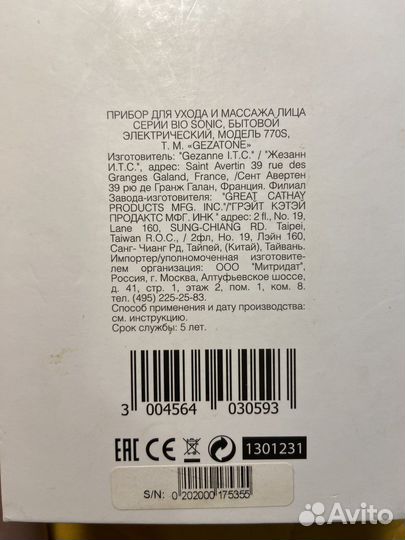 ПРИБОР ДЛЯ УХОДА И МАССАЖА ЛИЦА
СЕРИИ BIO SONIC, БЫТОВОЙ
ЭЛЕКТРИЧЕСКИЙ, МОДЕЛЬ 770S,
Т. М. «GEZATONE»
Изготовитель: "Gezanne I.T.C." / "Жезанн
И.Т.С.", адрес: Saint Avertin 39 rue des
Granges Galand, France, /Сент Авертен
39 рю де Гранж Галан, Франция. Филиал
Завода-изготовителя: "GREAT CATHAY
PRODUCTS MFG. INC."/"ГРЭЙТ КЭТЭЙ
ПРОДАКТС МФГ. ИНК" адрес: 2 fl., No. 19,
Lane 160, SUNG-CHIANG RD. Taipei,
Taiwan R.O.C., / 2фл, Но. 19, Лэйн 160,
Санг- Чианг Рд, Тайпей, (Китай), Тайвань.
Импортер/уполномоченная изготовите-
лем организация: ООО "Митридат",
Россия, г. Москва, Алтуфьевское шоссе,
д. 41, стр. 1, этаж 2, пом. 1, ком. 8.
тел. (495) 225-25-83.
Способ применения и дату производства:
см. инструкцию.
Срок службы: 5 лет.
3 004564 030593
EAC CE 1301231
S/N: 0 202000 175355
Avito